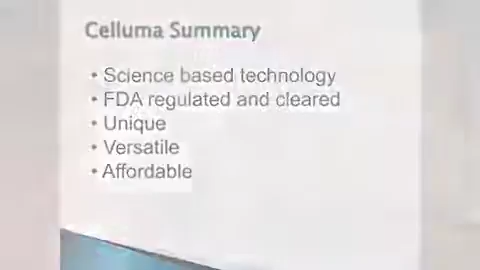 Celluma Summary
• Science based technology
• FDA regulated and cleared
• Unique
• Versatile
• Affordable